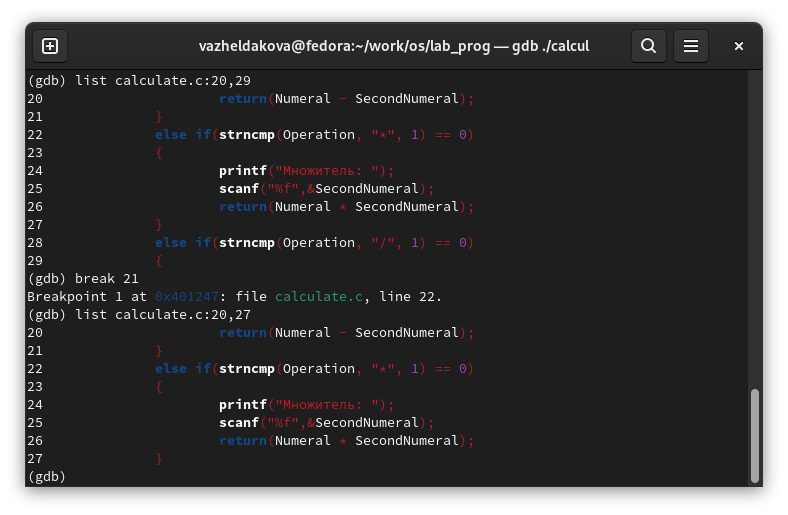 vazheldakova@fedora:~/work/os/lab_prog — gdb ./calcul
(gdb) list calculate.c:20,29
20                      return(Numeral - SecondNumeral);
21              }
22              else if(strncmp(Operation, "*", 1) == 0)
23              {
24                      printf("Множитель: ");
25                      scanf("%f",&SecondNumeral);
26                      return(Numeral * SecondNumeral);
27              }
28              else if(strncmp(Operation, "/", 1) == 0)
29              {
(gdb) break 21
Breakpoint 1 at 0x401247: file calculate.c, line 22.
(gdb) list calculate.c:20,27
20                      return(Numeral - SecondNumeral);
21              }
22              else if(strncmp(Operation, "*", 1) == 0)
23              {
24                      printf("Множитель: ");
25                      scanf("%f",&SecondNumeral);
26                      return(Numeral * SecondNumeral);
27              }
(gdb)